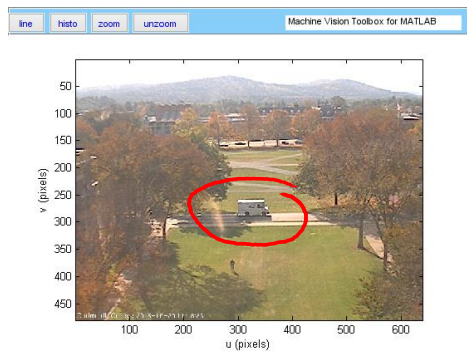 line histo zoom unzoom Machine Vision Toolbox for MATLAB
50
100
150
200
250
300
350
400
450
v (pixels)
100 200 300 400 500 600
u (pixels)